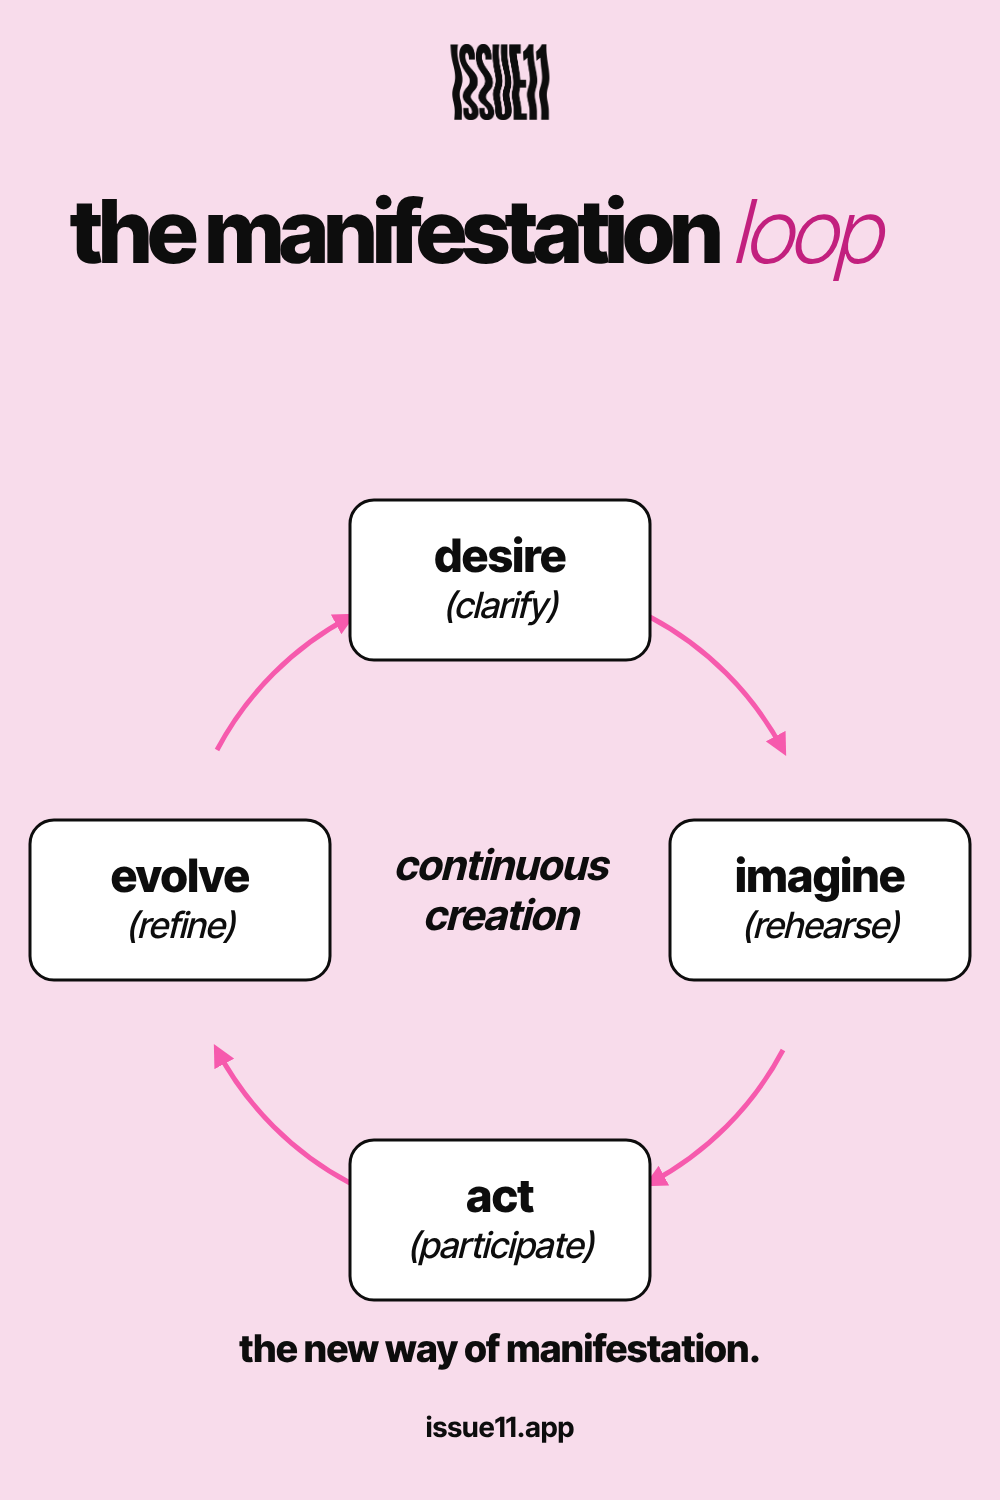 ISSUE11
the manifestation loop
desire
(clarify)
evolve
(refine)
continuous
creation
imagine
(rehearse)
act
(participate)
the new way of manifestation.
issue11.app